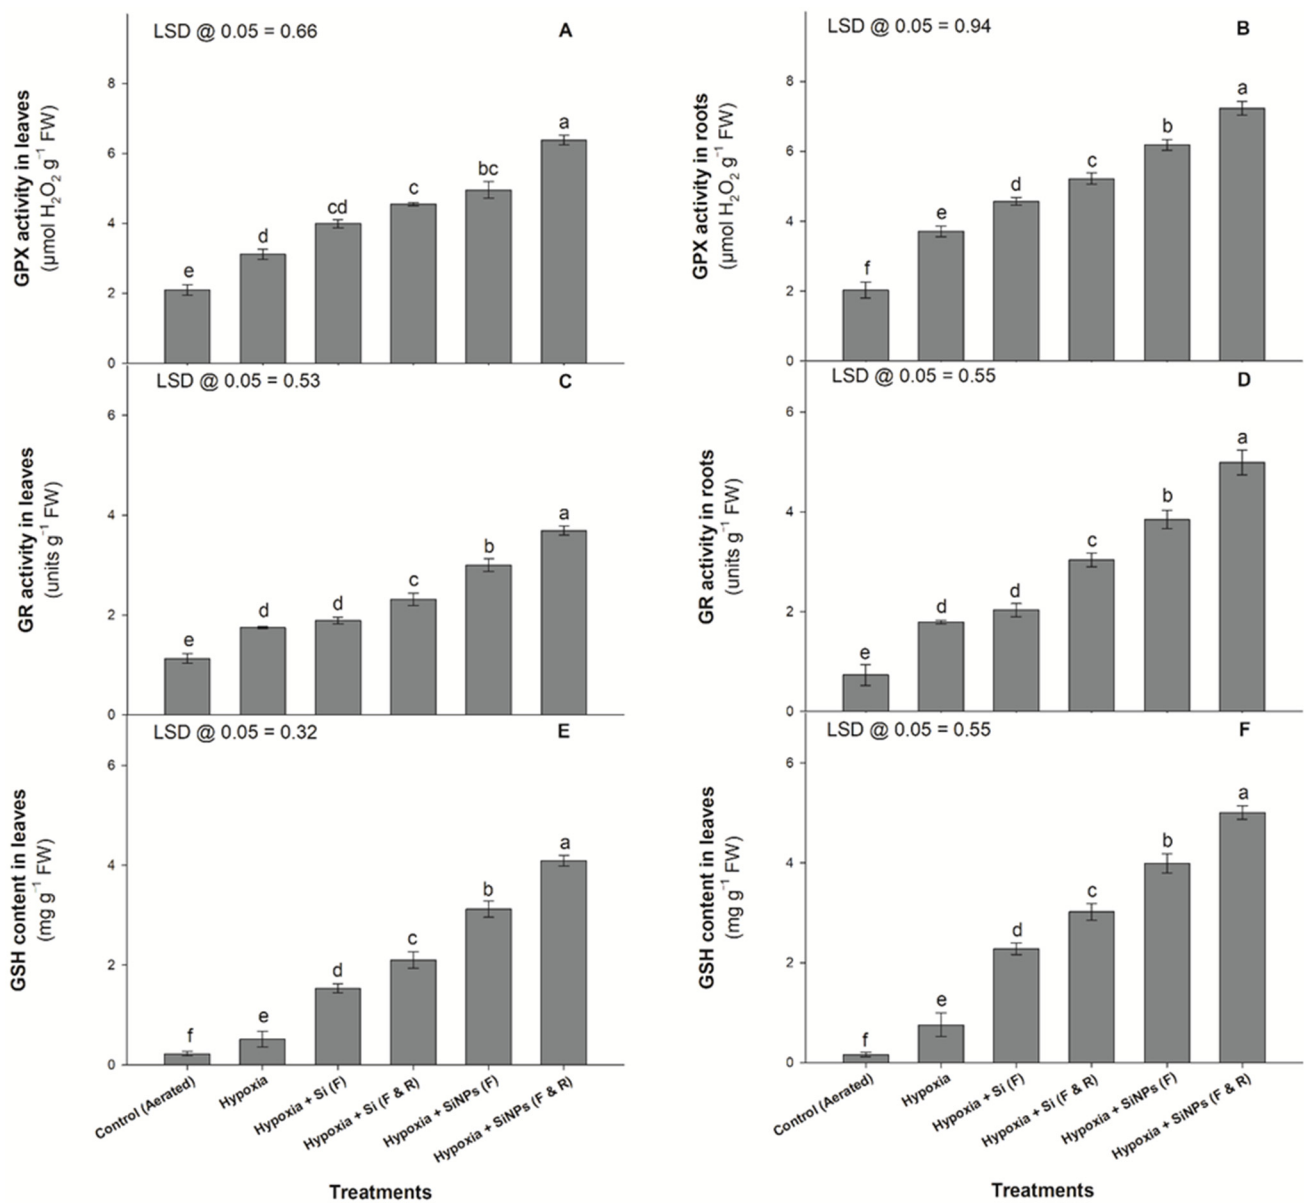 LSD @ 0.05 = 0.66
A
GPX activity in leaves
(µmol H₂O₂ g⁻¹ FW)
8
6
4
2
0
e
d
cd
c
bc
a
LSD @ 0.05 = 0.94
B
GPX activity in roots
(µmol H₂O₂ g⁻¹ FW)
8
6
4
2
0
f
e
d
c
b
a
LSD @ 0.05 = 0.53
C
GR activity in leaves
(units g⁻¹ FW)
6
4
2
0
e
d
d
c
b
a
LSD @ 0.05 = 0.55
D
GR activity in roots
(units g⁻¹ FW)
6
4
2
0
e
d
d
c
b
a
LSD @ 0.05 = 0.32
E
GSH content in leaves
(mg g⁻¹ FW)
6
4
2
0
f
e
d
c
b
a
Control (Aerated)
Hypoxia
Hypoxia + Si (F)
Hypoxia + Si (F & R)
Hypoxia + SiNPs (F)
Hypoxia + SiNPs (F & R)
Treatments
LSD @ 0.05 = 0.55
F
GSH content in leaves
(mg g⁻¹ FW)
6
4
2
0
f
e
d
c
b
a
Control (Aerated)
Hypoxia
Hypoxia + Si (F)
Hypoxia + Si (F & R)
Hypoxia + SiNPs (F)
Hypoxia + SiNPs (F & R)
Treatments